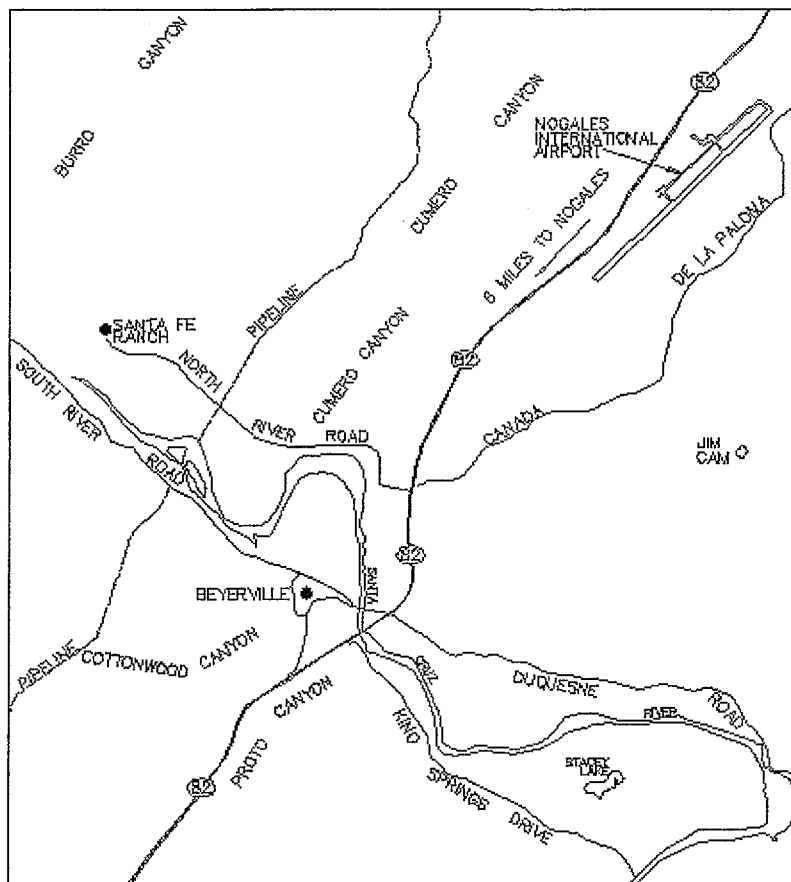 CANYON
BURRO
82
CANYON
NOGALES
INTERNATIONAL
AIRPORT
CUMERO
6 MILES TO NOGALES
DE LA PALOMA
PIPELINE
SANTA FE
RANCH
NORTH
CUMERO CANYON
82
SOUTH RIVER
RIVER
ROAD
CANADA
ROAD
JIM
CAM
82
SANTA
BEYERVILLE
PIPELINE
COTTONWOOD CANYON
CRUZ
DUQUESNE
ROAD
PROTO
CANYON
KINO
RIVER
STACEY
LAKE
82
SPRINGS
DRIVE